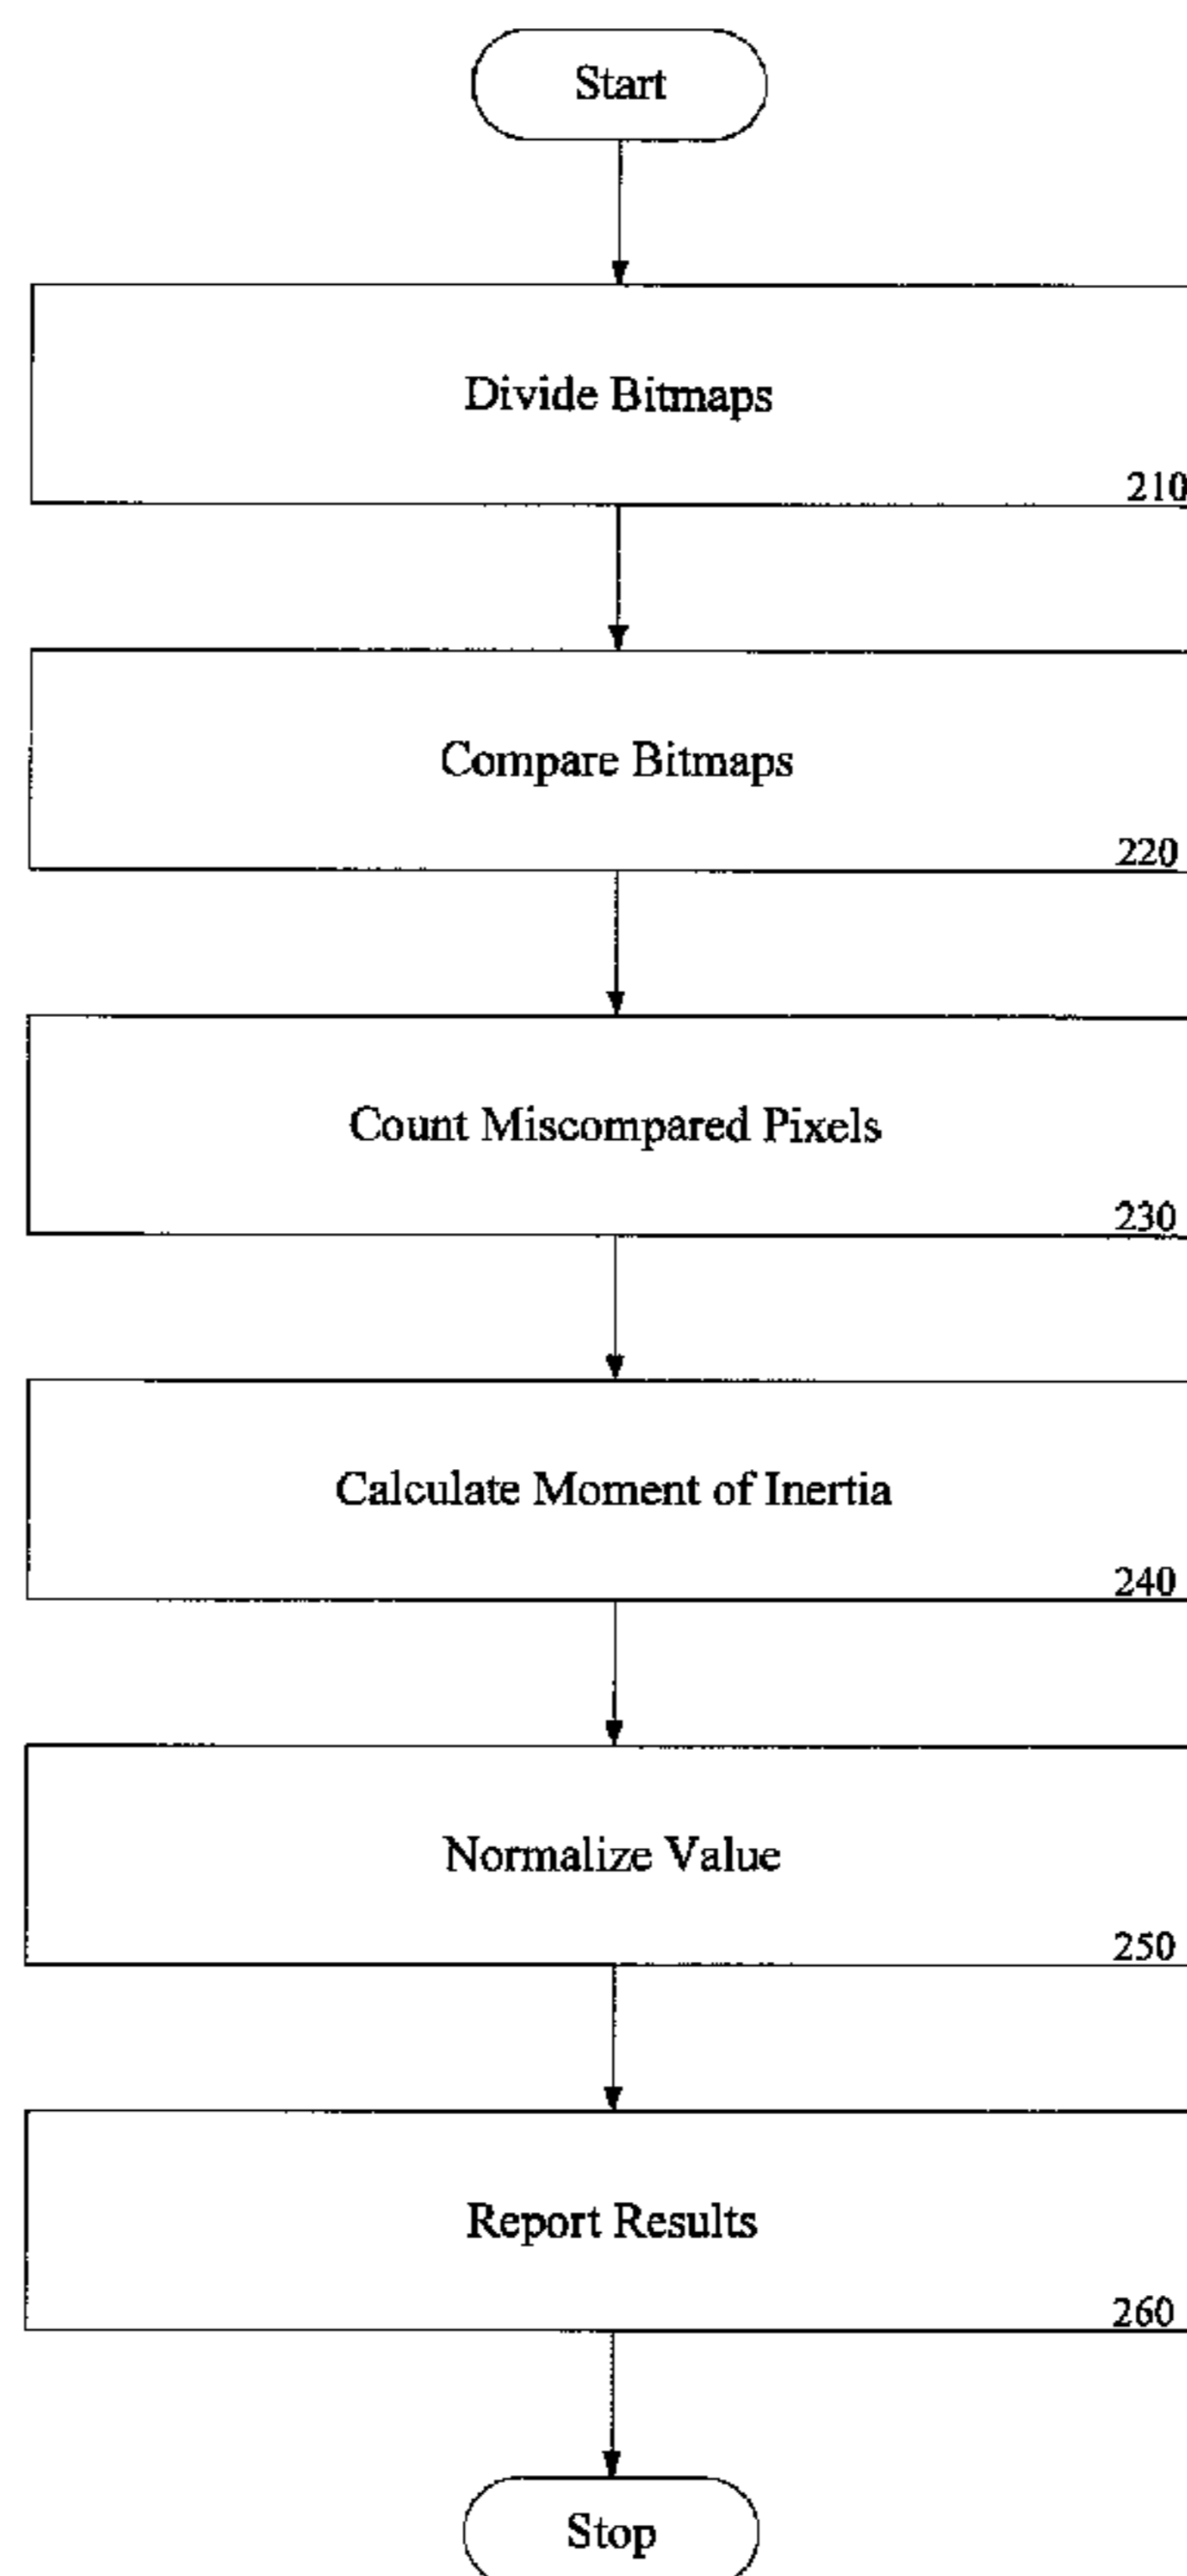 Start
Divide Bitmaps
210
Compare Bitmaps
220
Count Miscompared Pixels
230
Calculate Moment of Inertia
240
Normalize Value
250
Report Results
260
Stop